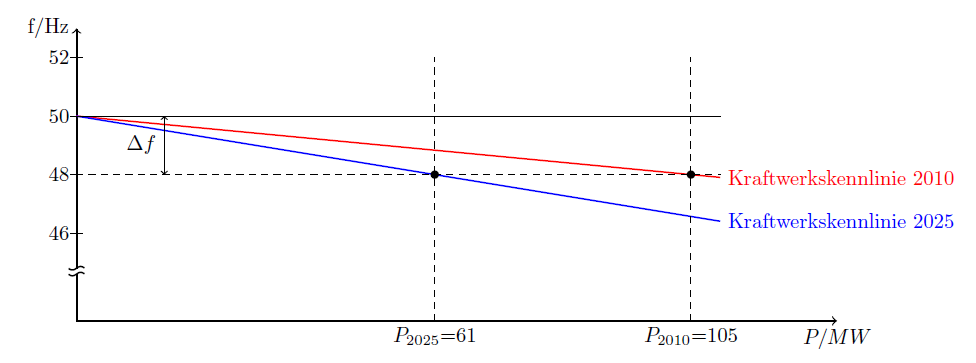 f/Hz
52
50
Δf
48
Kraftwerkskennlinie 2010
Kraftwerkskennlinie 2025
46
P₂₀₂₅=61
P₂₀₁₀=105
P/MW